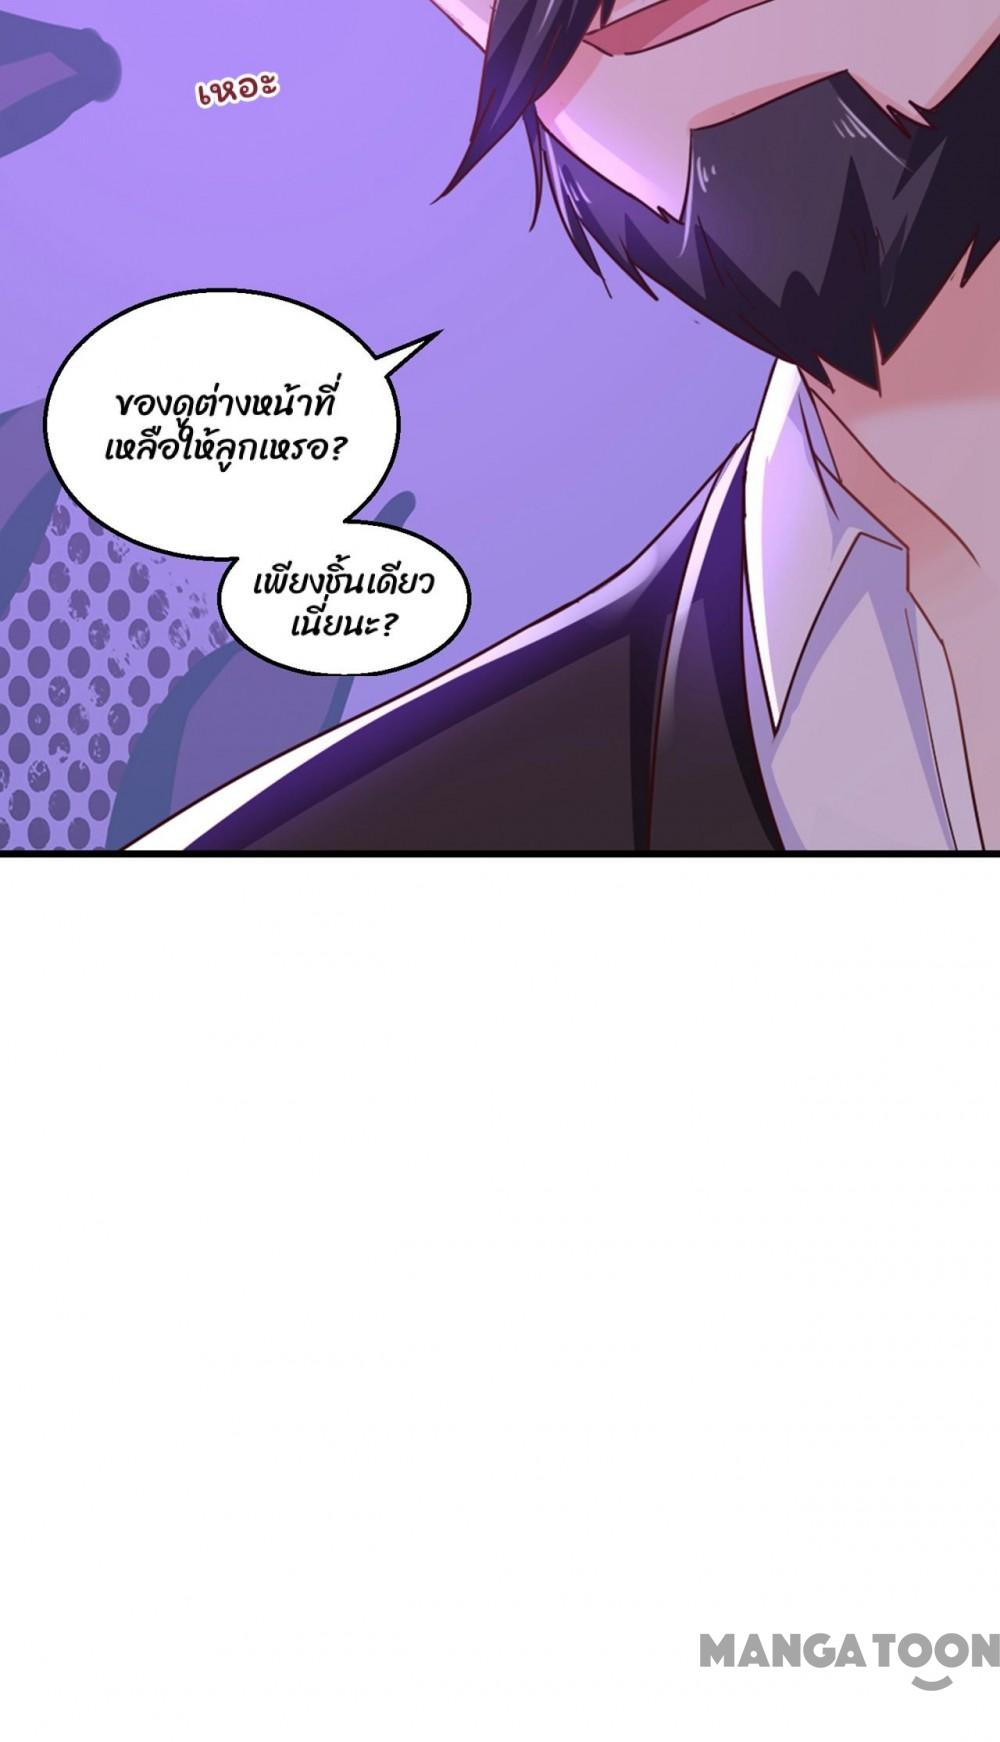 เหอะ
ของดูต่างหน้าที่
เหลือให้ลูกเหรอ?
เพียงชิ้นเดียว
เนี่ยนะ?
MANGATOON